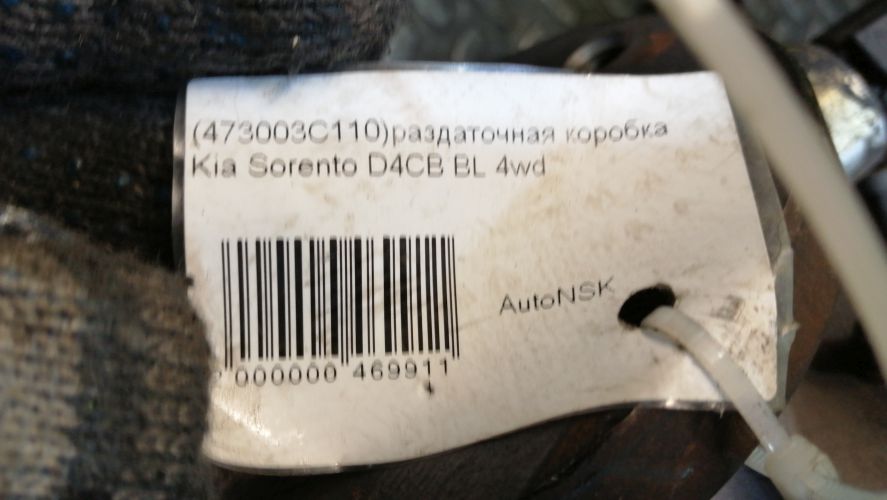 (473003C110)раздаточная коробка
Kia Sorento D4CB BL 4wd
AutoNSK
000000 469911